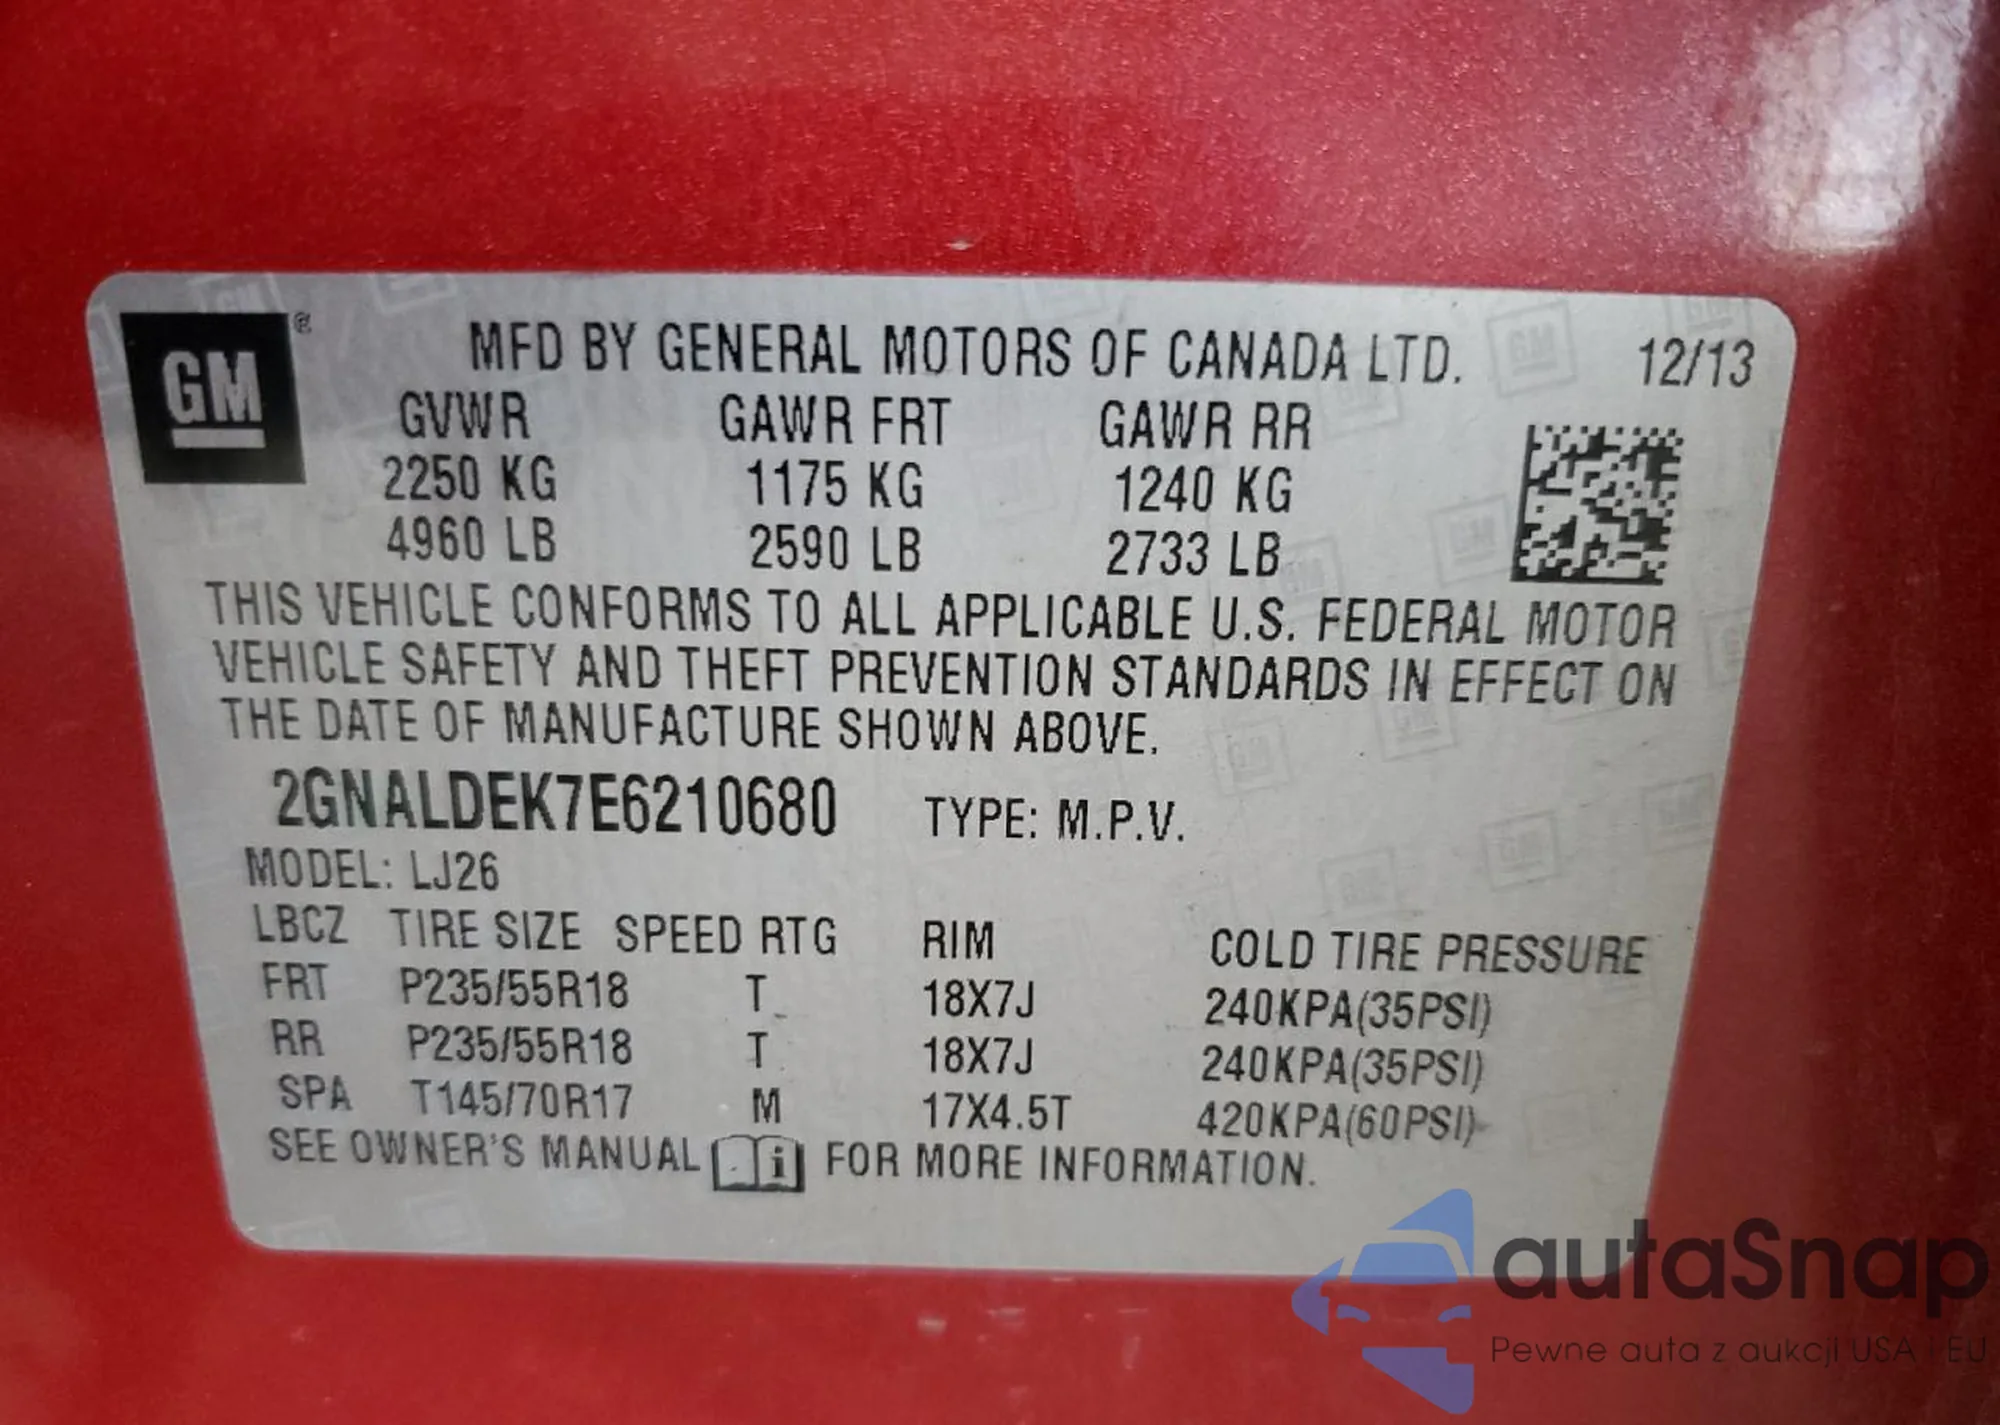 GM®
MFD BY GENERAL MOTORS OF CANADA LTD. 12/13
GVWR GAWR FRT GAWR RR
2250 KG 1175 KG 1240 KG
4960 LB 2590 LB 2733 LB
THIS VEHICLE CONFORMS TO ALL APPLICABLE U.S. FEDERAL MOTOR
VEHICLE SAFETY AND THEFT PREVENTION STANDARDS IN EFFECT ON
THE DATE OF MANUFACTURE SHOWN ABOVE.
2GNALDEK7E6210680 TYPE: M.P.V.
MODEL: LJ26
LBCZ TIRE SIZE SPEED RTG RIM COLD TIRE PRESSURE
FRT P235/55R18 T 18X7J 240KPA(35PSI)
RR P235/55R18 T 18X7J 240KPA(35PSI)
SPA T145/70R17 M 17X4.5T 420KPA(60PSI)
SEE OWNER'S MANUAL i FOR MORE INFORMATION.
autaSnap
Pewne auta z aukcji USA i EU